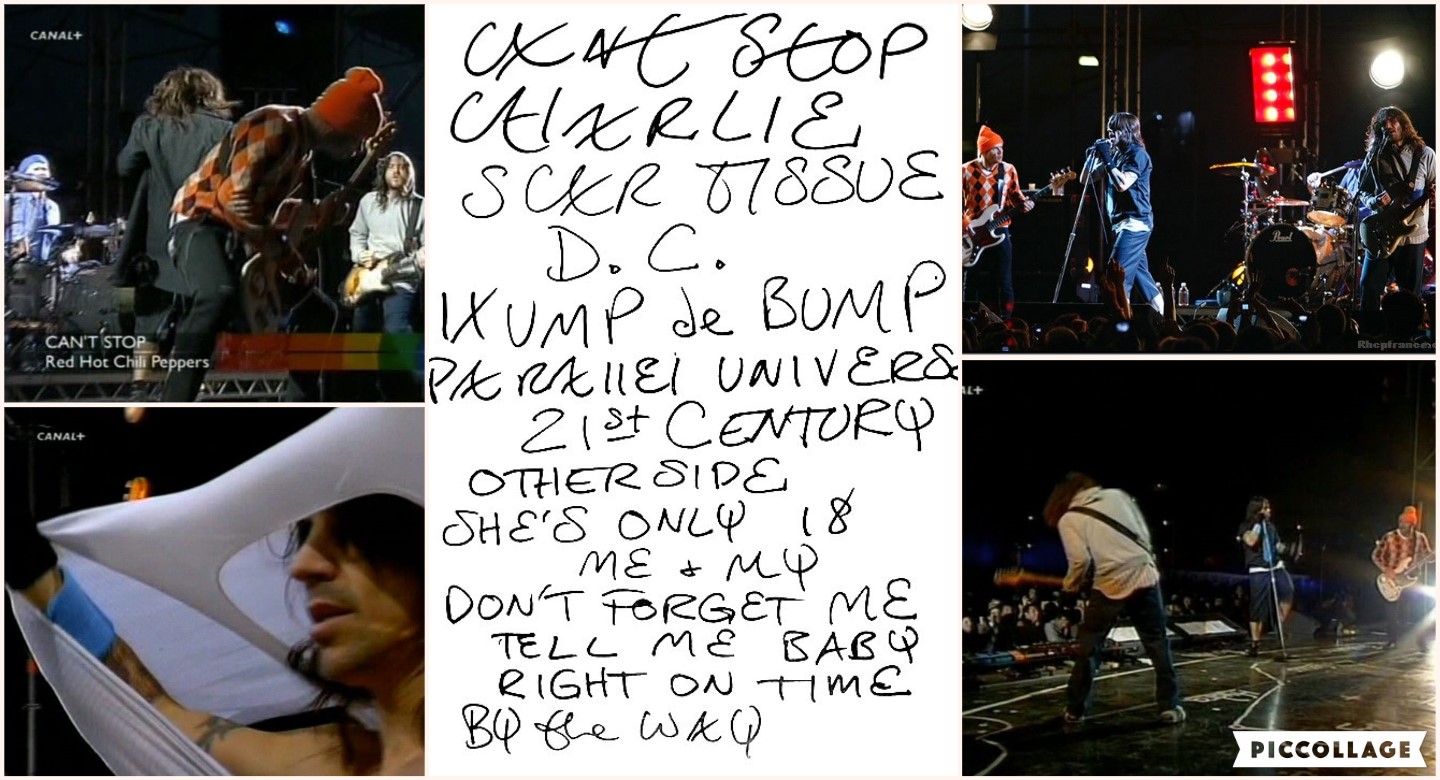 CANAL+
CAN'T STOP
Red Hot Chili Peppers
CANAL+
CAN'T STOP
CHARLIE
SCAR TISSUE
D. C.
THUMP de BUMP
PARALLEL UNIVERSE
21st CENTURY
OTHERSIDE
SHE'S ONLY 18
ME & MY
DON'T FORGET ME
TELL ME BABY
RIGHT ON TIME
BY the WAY
Pearl
Rhcpfrance.c
AL+
PICCOLLAGE